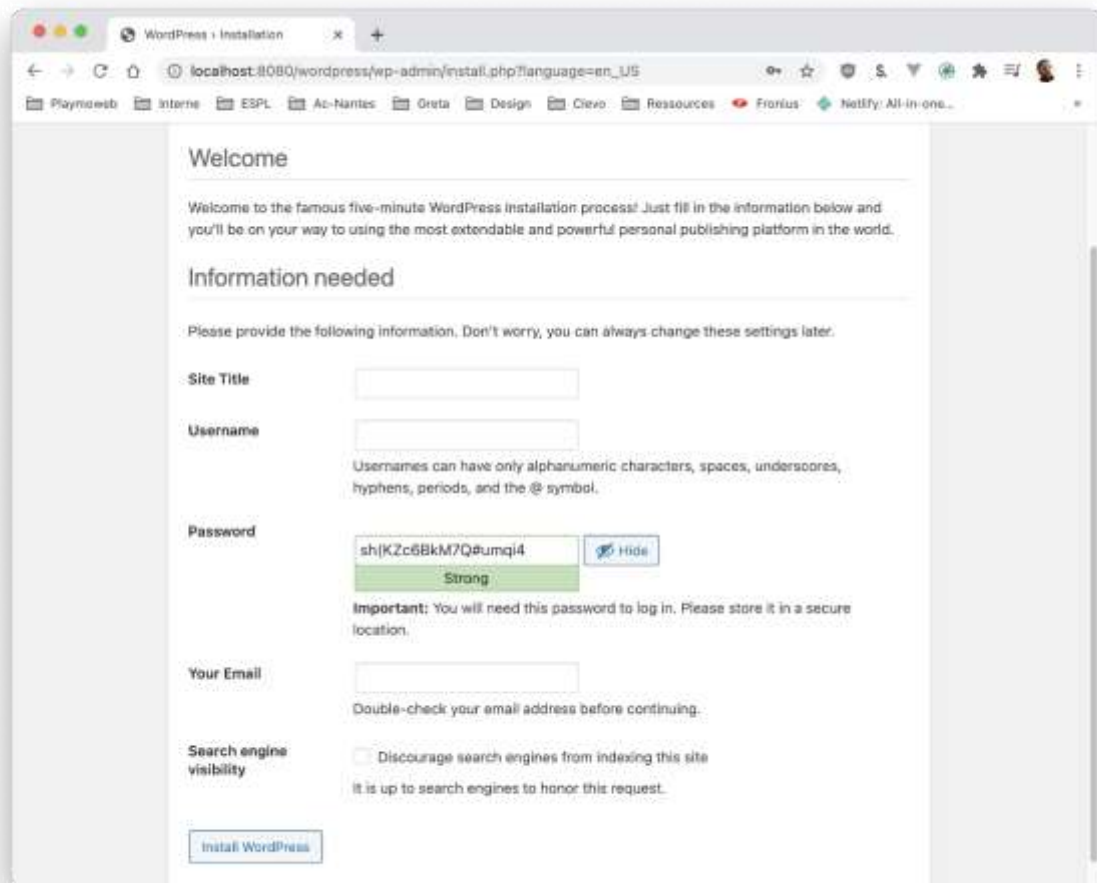 WordPress › Installation
localhost:8080/wordpress/wp-admin/install.php?language=en_US
Playmoweb Interne ESPL Ac-Nantes Greta Design Clevo Ressources Fronius Netlify: All-in-one...
Welcome
Welcome to the famous five-minute WordPress installation process! Just fill in the information below and
you'll be on your way to using the most extendable and powerful personal publishing platform in the world.
Information needed
Please provide the following information. Don't worry, you can always change these settings later.
Site Title
Username
Usernames can have only alphanumeric characters, spaces, underscores,
hyphens, periods, and the @ symbol.
Password
sh(KZc6BkM7Q#umqi4
Hide
Strong
Important: You will need this password to log in. Please store it in a secure
location.
Your Email
Double-check your email address before continuing.
Search engine
visibility
Discourage search engines from indexing this site
It is up to search engines to honor this request.
Install WordPress